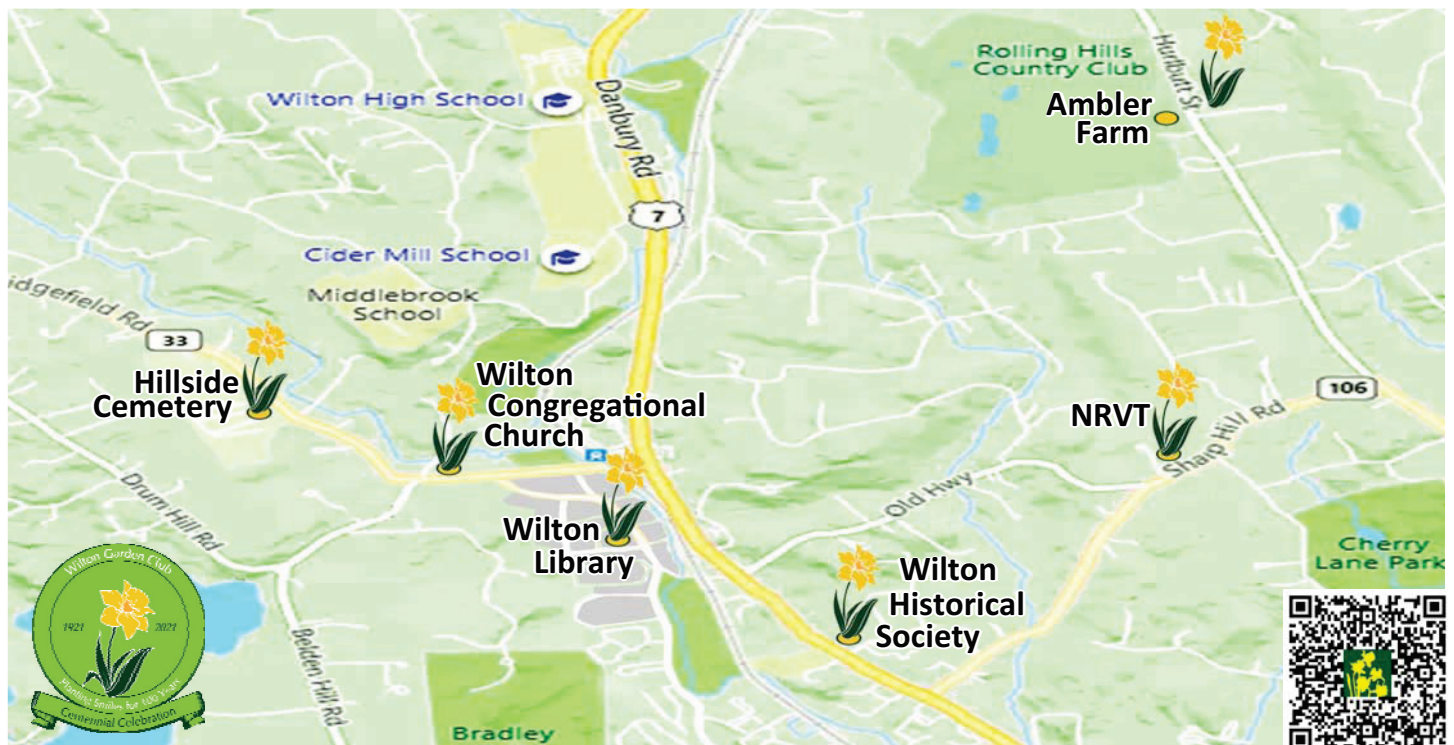 Rolling Hills
Country Club
Hurlbutt St
Wilton High School
Danbury Rd
Ambler
Farm
7
Cider Mill School
Middlebrook
School
idgefield Rd
33
Hillside
Cemetery
Wilton
Congregational
Church
NRVT
106
Sharp Hill Rd
Old Hwy
Drum Hill Rd
Wilton
Library
Wilton
Historical
Society
Cherry
Lane Park
Belden Hill Rd
Bradley
Wilton Garden Club
1921 2021
Planting Smiles for 100 Years
Centennial Celebration